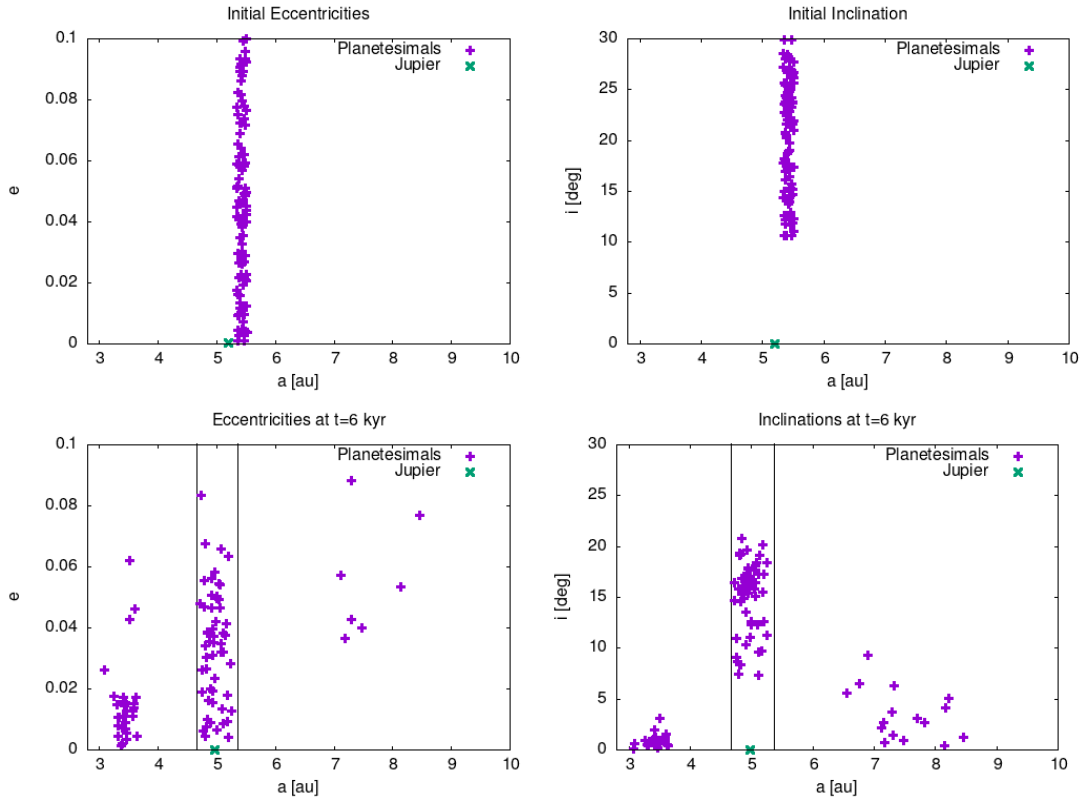 Initial Eccentricities
0.1
0.08
0.06
0.04
0.02
0
e
3 4 5 6 7 8 9 10
a [au]
Planetesimals
Jupier
Initial Inclination
30
25
20
15
10
5
0
i [deg]
3 4 5 6 7 8 9 10
a [au]
Planetesimals
Jupier
Eccentricities at t=6 kyr
0.1
0.08
0.06
0.04
0.02
0
e
3 4 5 6 7 8 9 10
a [au]
Planetesimals
Jupier
Inclinations at t=6 kyr
30
25
20
15
10
5
0
i [deg]
3 4 5 6 7 8 9 10
a [au]
Planetesimals
Jupier